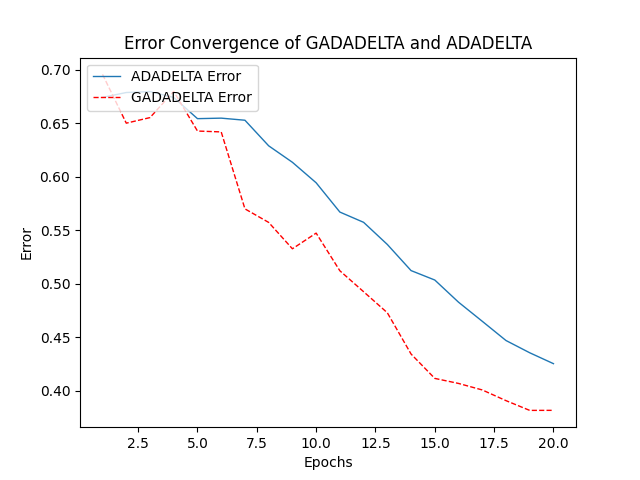 Error Convergence of GADADELTA and ADADELTA
ADADELTA Error
GADADELTA Error
0.70
0.65
0.60
0.55
0.50
0.45
0.40
Error
2.5 5.0 7.5 10.0 12.5 15.0 17.5 20.0
Epochs